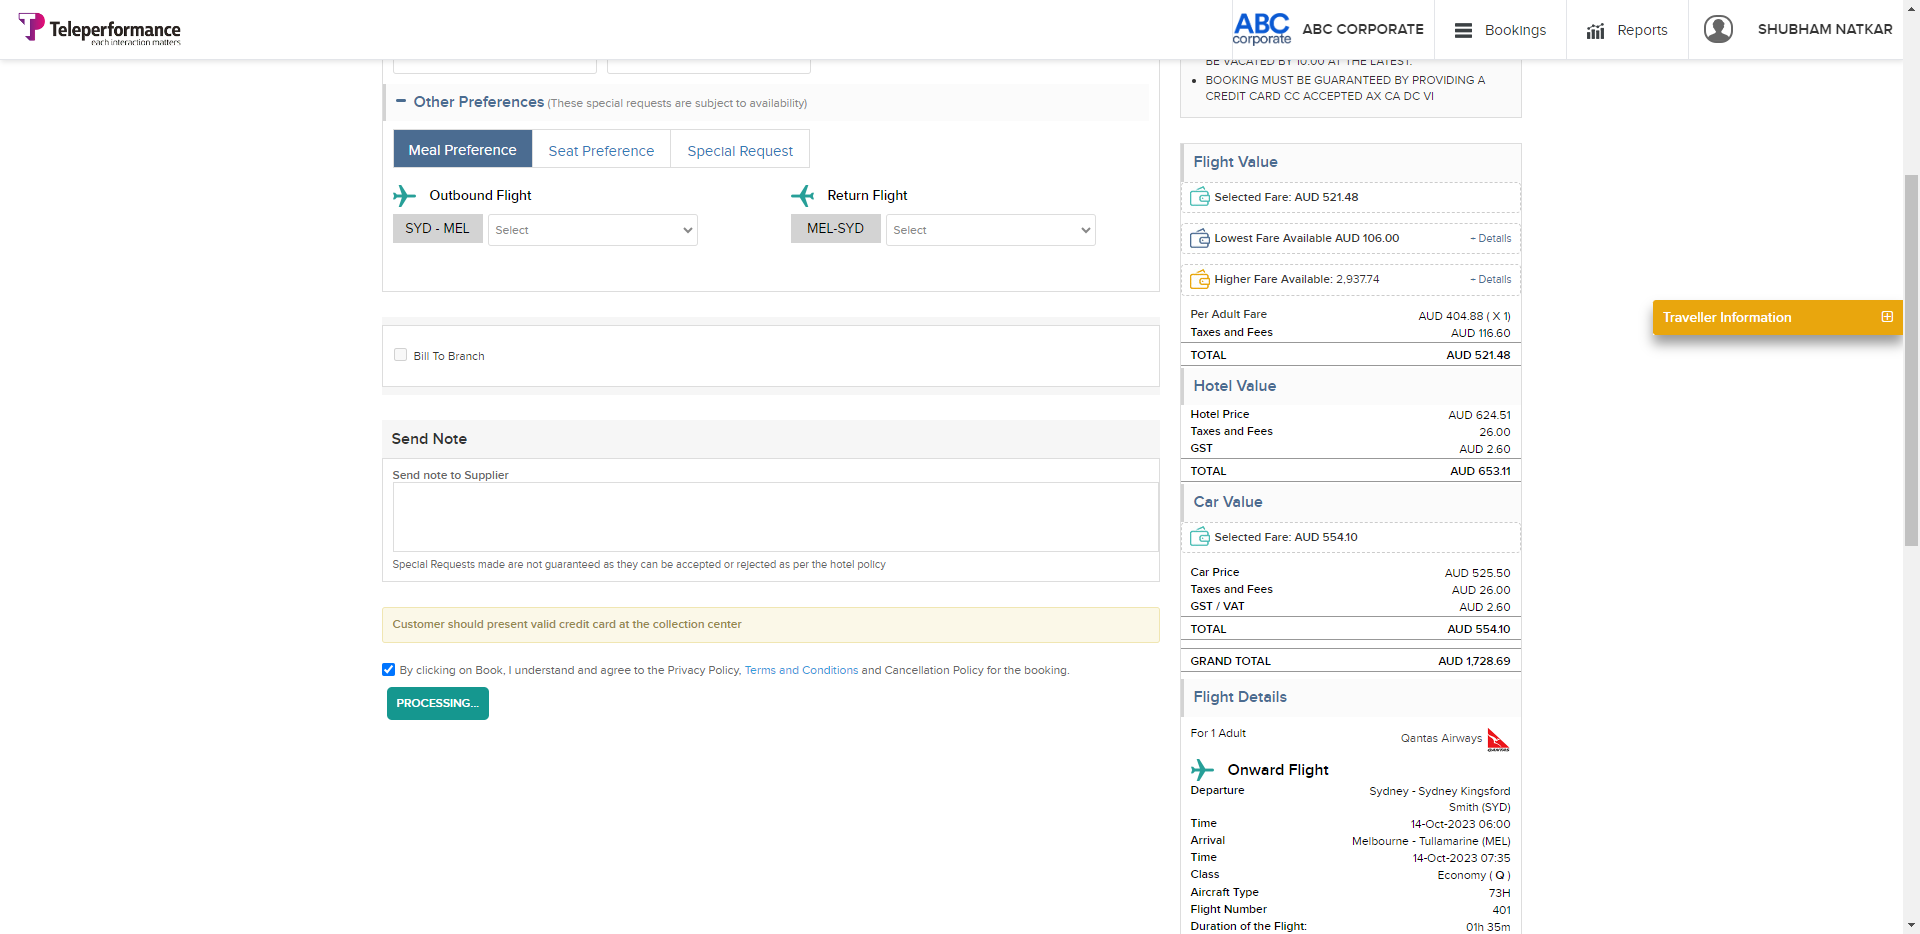 Teleperformance
each interaction matters
ABC
corporate
ABC CORPORATE
Bookings
Reports
SHUBHAM NATKAR
Other Preferences (These special requests are subject to availability)
Meal Preference
Seat Preference
Special Request
Outbound Flight
Return Flight
SYD - MEL
Select
MEL-SYD
Select
Bill To Branch
Send Note
Send note to Supplier
Special Requests made are not guaranteed as they can be accepted or rejected as per the hotel policy
Customer should present valid credit card at the collection center
By clicking on Book, I understand and agree to the Privacy Policy, Terms and Conditions and Cancellation Policy for the booking.
PROCESSING...
BE VACATED BY 10:00 AT THE LATEST.
BOOKING MUST BE GUARANTEED BY PROVIDING A
CREDIT CARD CC ACCEPTED AX CA DC VI
Flight Value
Selected Fare: AUD 521.48
Lowest Fare Available AUD 106.00
+ Details
Higher Fare Available: 2,937.74
+ Details
Per Adult Fare AUD 404.88 ( X 1)
Taxes and Fees AUD 116.60
TOTAL AUD 521.48
Hotel Value
Hotel Price AUD 624.51
Taxes and Fees 26.00
GST AUD 2.60
TOTAL AUD 653.11
Car Value
Selected Fare: AUD 554.10
Car Price AUD 525.50
Taxes and Fees AUD 26.00
GST / VAT AUD 2.60
TOTAL AUD 554.10
GRAND TOTAL AUD 1,728.69
Flight Details
For 1 Adult
Qantas Airways
QANTAS
Onward Flight
Departure Sydney - Sydney Kingsford
Smith (SYD)
Time 14-Oct-2023 06:00
Arrival Melbourne - Tullamarine (MEL)
Time 14-Oct-2023 07:35
Class Economy ( Q )
Aircraft Type 73H
Flight Number 401
Duration of the Flight: 01h 35m
Traveller Information